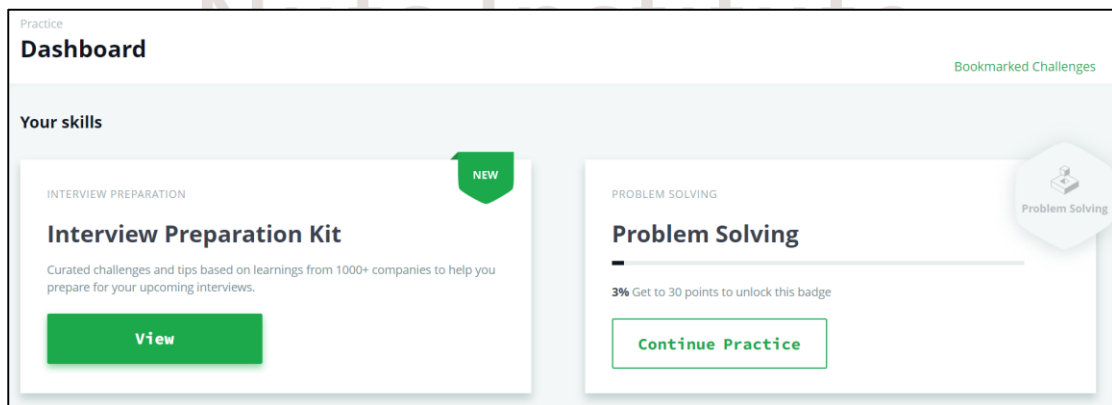 Practice
Dashboard
Bookmarked Challenges
Your skills
NEW
INTERVIEW PREPARATION
Interview Preparation Kit
Curated challenges and tips based on learnings from 1000+ companies to help you
prepare for your upcoming interviews.
View
PROBLEM SOLVING
Problem Solving
Problem Solving
3% Get to 30 points to unlock this badge
Continue Practice